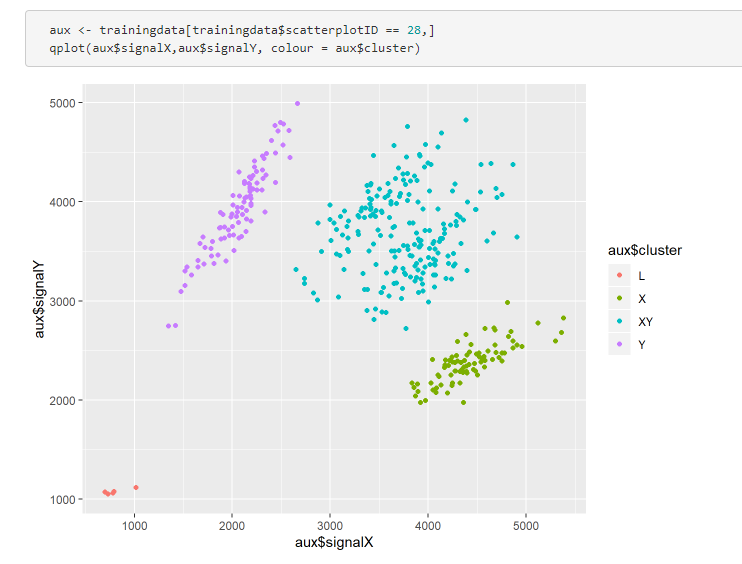 aux <- trainingdata[trainingdata$scatterplotID == 28,]
qplot(aux$signalX,aux$signalY, colour = aux$cluster)
5000
4000
3000
2000
1000
aux$signalY
1000 2000 3000 4000 5000
aux$signalX
aux$cluster
L
X
XY
Y